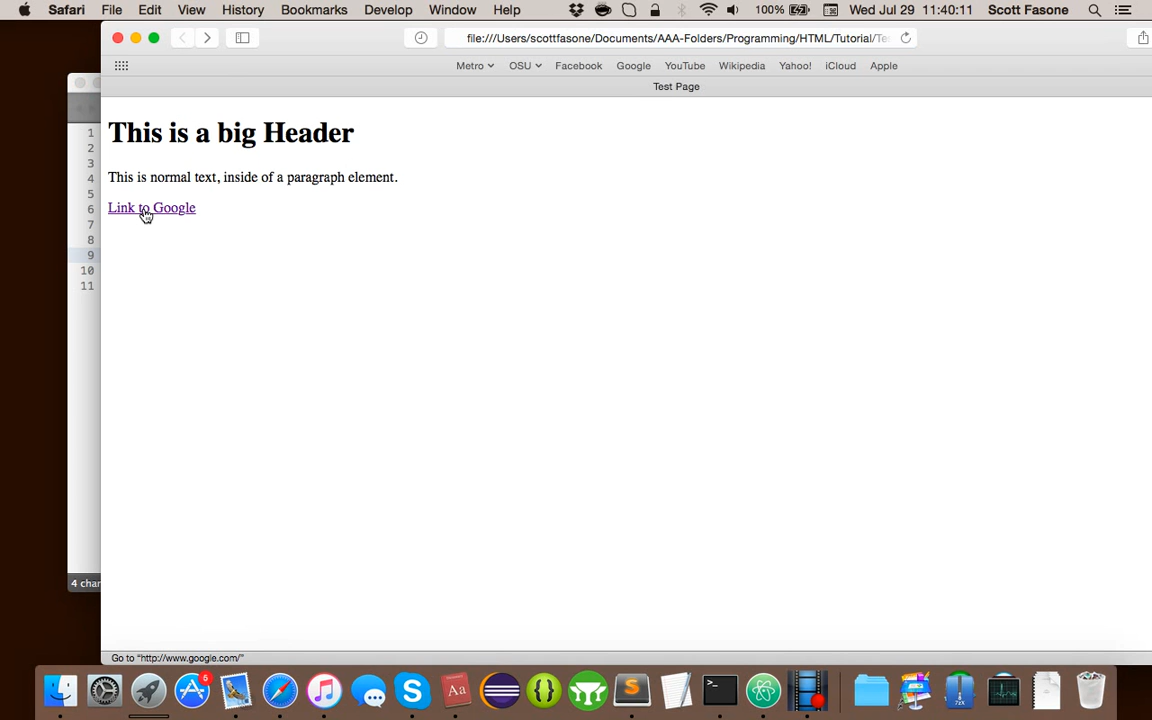 Safari File Edit View History Bookmarks Develop Window Help 100% Wed Jul 29 11:40:11 Scott Fasone
file:///Users/scottfasone/Documents/AAA-Folders/Programming/HTML/Tutorial/Te
Metro OSU Facebook Google YouTube Wikipedia Yahoo! iCloud Apple
Test Page
This is a big Header
This is normal text, inside of a paragraph element.
Link to Google
1
2
3
4
5
6
7
8
9
10
11
4 char
Go to "http://www.google.com/"
6
Aa